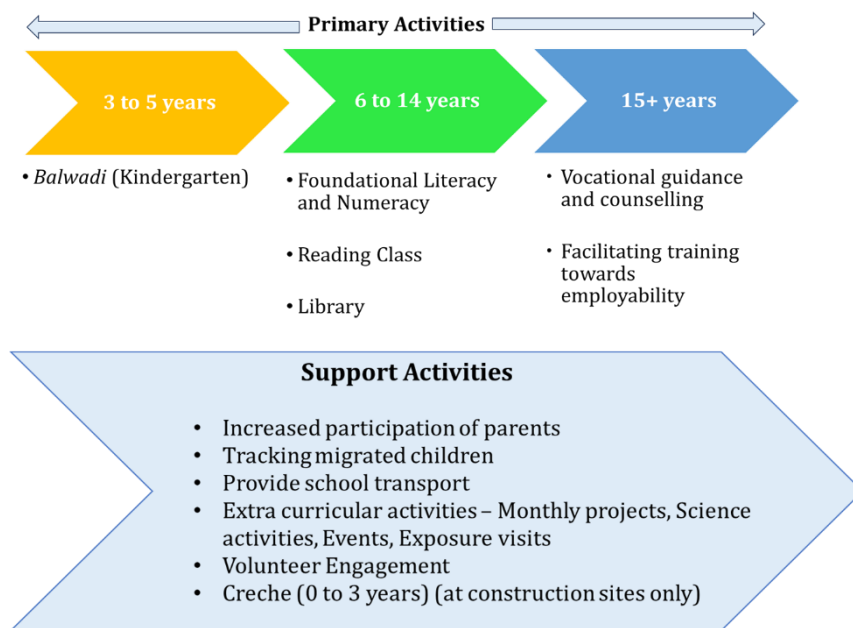 Primary Activities
3 to 5 years
6 to 14 years
15+ years
• Balwadi (Kindergarten)
• Foundational Literacy
and Numeracy
• Reading Class
• Library
• Vocational guidance
and counselling
• Facilitating training
towards
employability
Support Activities
• Increased participation of parents
• Tracking migrated children
• Provide school transport
• Extra curricular activities – Monthly projects, Science
activities, Events, Exposure visits
• Volunteer Engagement
• Creche (0 to 3 years) (at construction sites only)